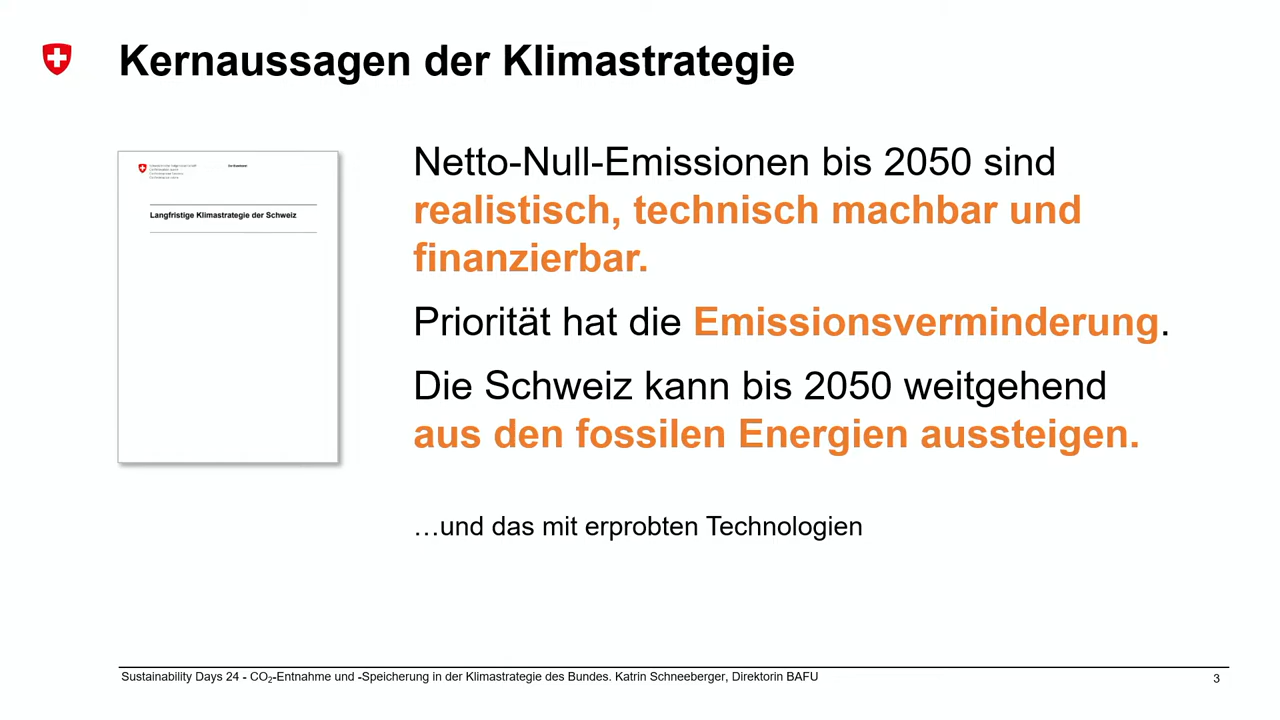 Kernaussagen der Klimastrategie
Langfristige Klimastrategie der Schweiz
Netto-Null-Emissionen bis 2050 sind
realistisch, technisch machbar und
finanzierbar.
Priorität hat die Emissionsverminderung.
Die Schweiz kann bis 2050 weitgehend
aus den fossilen Energien aussteigen.
…und das mit erprobten Technologien
Sustainability Days 24 - CO₂-Entnahme und -Speicherung in der Klimastrategie des Bundes. Katrin Schneeberger, Direktorin BAFU
3